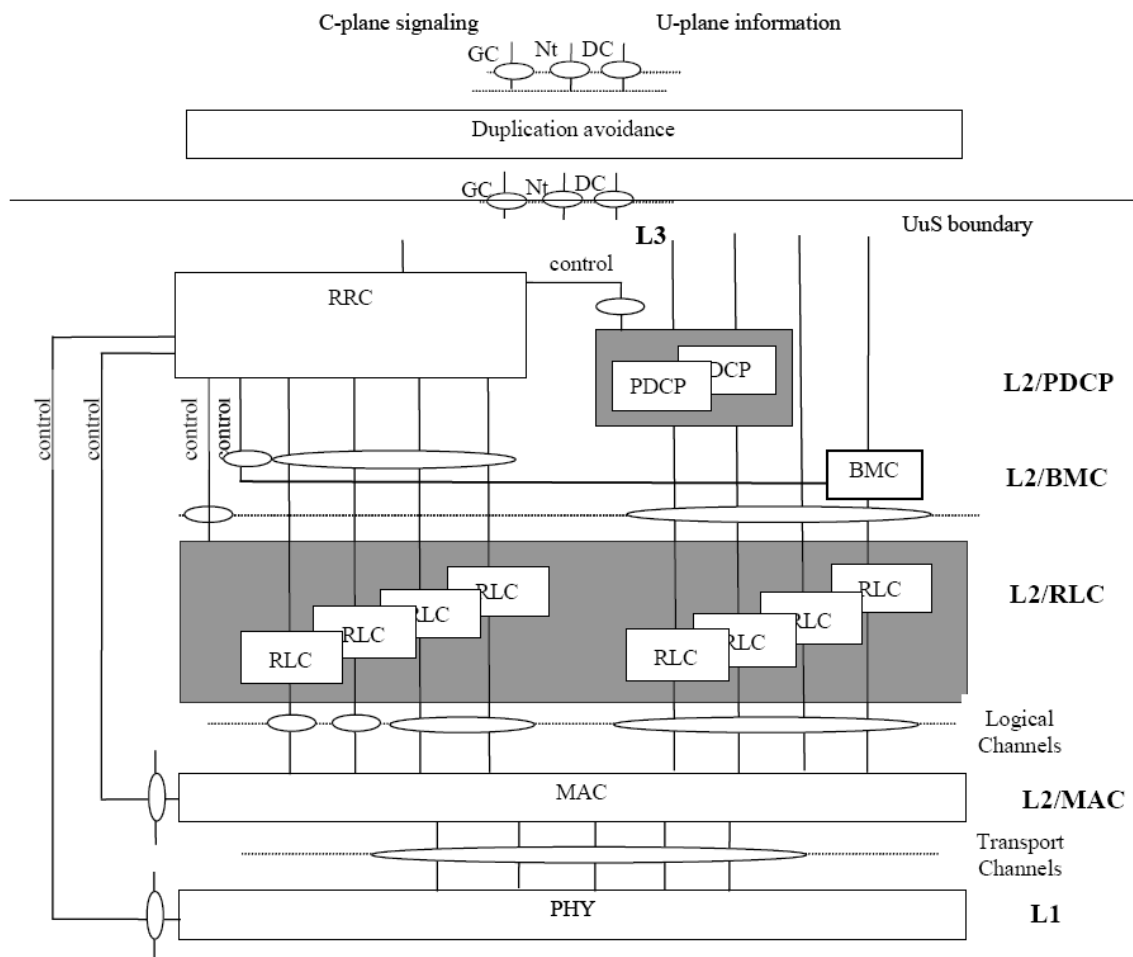 C-plane signaling U-plane information
GC Nt DC
Duplication avoidance
GC Nt DC
UuS boundary
L3
control
RRC
DCP
PDCP
L2/PDCP
control
control
control
control
BMC
L2/BMC
RLC
RLC
RLC
RLC
RLC
RLC
RLC
RLC
L2/RLC
Logical
Channels
MAC
L2/MAC
Transport
Channels
PHY
L1